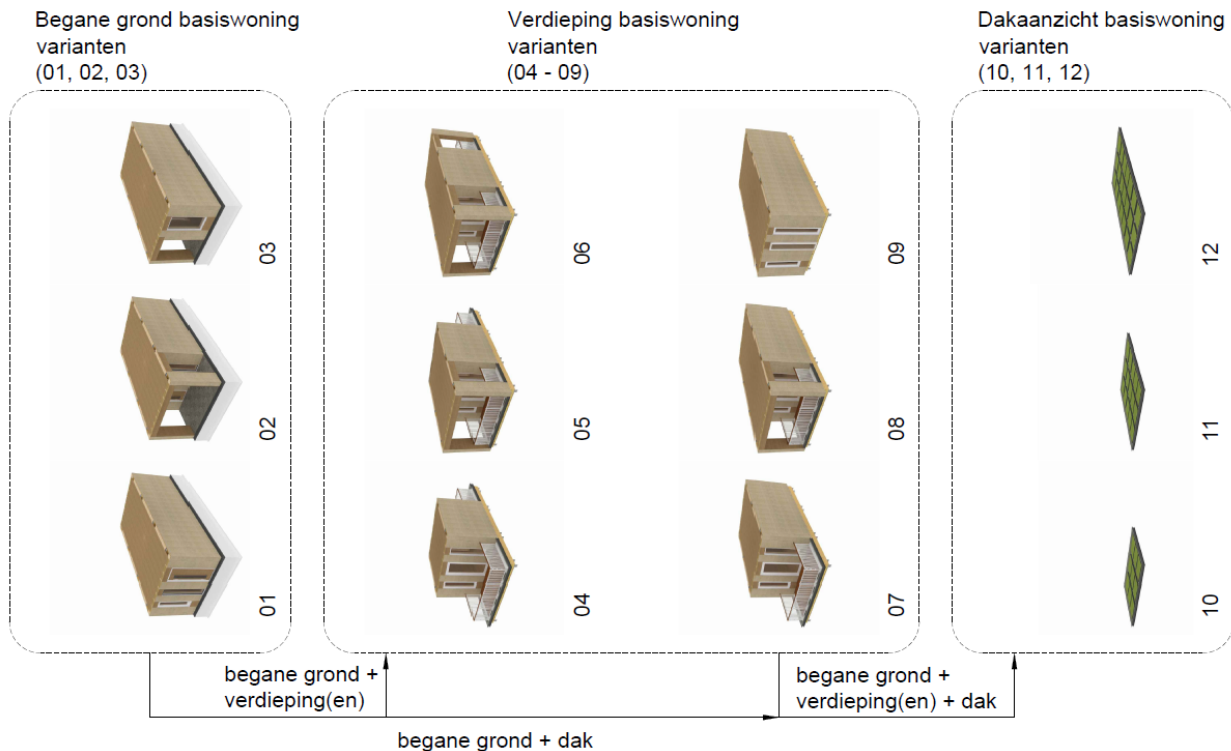 Begane grond basiswoning
varianten
(01, 02, 03)
Verdieping basiswoning
varianten
(04 - 09)
Dakaanzicht basiswoning
varianten
(10, 11, 12)
03
02
01
06
05
04
09
08
07
12
11
10
begane grond +
verdieping(en)
begane grond + dak
begane grond +
verdieping(en) + dak